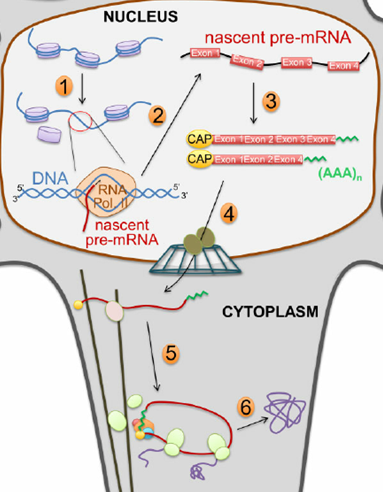 NUCLEUS
nascent pre-mRNA
Exon 1 Exon 2 Exon 3 Exon 4
1
2
3
CAP Exon 1 Exon 2 Exon 3 Exon 4
CAP Exon 1 Exon 2 Exon 4
(AAA)n
DNA
5' 3'
RNA
Pol. II
5' 3'
nascent
pre-mRNA
4
CYTOPLASM
5
6